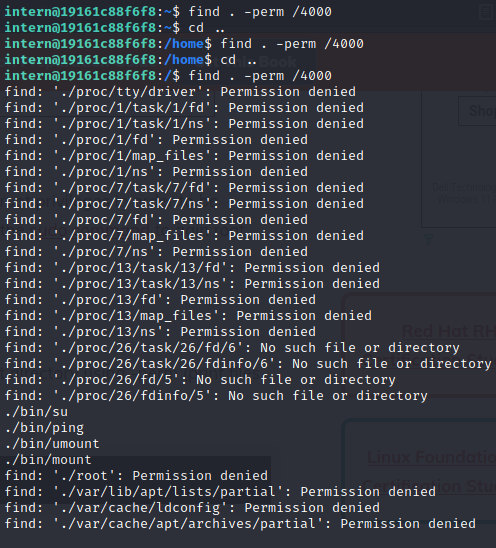 intern@19161c88f6f8:~$ find . -perm /4000
intern@19161c88f6f8:~$ cd ..
intern@19161c88f6f8:/home$ find . -perm /4000
intern@19161c88f6f8:/home$ cd ..
intern@19161c88f6f8:/$ find . -perm /4000
find: './proc/tty/driver': Permission denied
find: './proc/1/task/1/fd': Permission denied
find: './proc/1/task/1/ns': Permission denied
find: './proc/1/fd': Permission denied
find: './proc/1/map_files': Permission denied
find: './proc/1/ns': Permission denied
find: './proc/7/task/7/fd': Permission denied
find: './proc/7/task/7/ns': Permission denied
find: './proc/7/fd': Permission denied
find: './proc/7/map_files': Permission denied
find: './proc/7/ns': Permission denied
find: './proc/13/task/13/fd': Permission denied
find: './proc/13/task/13/ns': Permission denied
find: './proc/13/fd': Permission denied
find: './proc/13/map_files': Permission denied
find: './proc/13/ns': Permission denied
find: './proc/26/task/26/fd/6': No such file or directory
find: './proc/26/task/26/fdinfo/6': No such file or directory
find: './proc/26/fd/5': No such file or directory
find: './proc/26/fdinfo/5': No such file or directory
./bin/su
./bin/ping
./bin/umount
./bin/mount
find: './root': Permission denied
find: './var/lib/apt/lists/partial': Permission denied
find: './var/cache/ldconfig': Permission denied
find: './var/cache/apt/archives/partial': Permission denied
Book
Sho
Red Hot RH
Linux Foundatio
Certification Stu